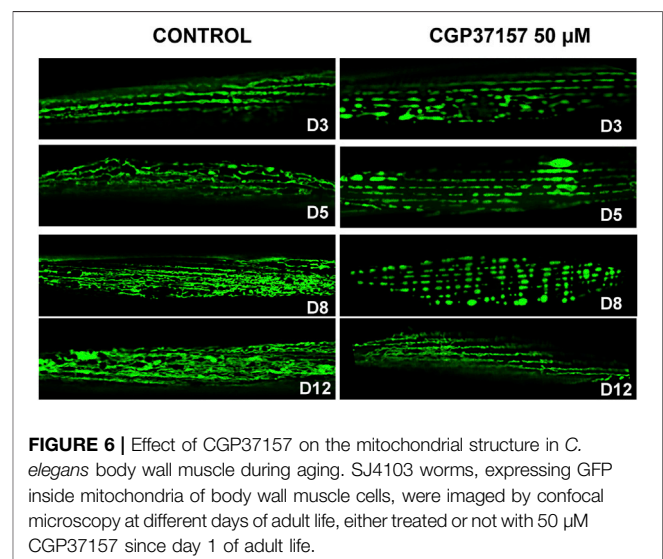 CONTROL CGP37157 50 µM
D3 D3
D5 D5
D8 D8
D12 D12
FIGURE 6 | Effect of CGP37157 on the mitochondrial structure in C.
elegans body wall muscle during aging. SJ4103 worms, expressing GFP
inside mitochondria of body wall muscle cells, were imaged by confocal
microscopy at different days of adult life, either treated or not with 50 µM
CGP37157 since day 1 of adult life.